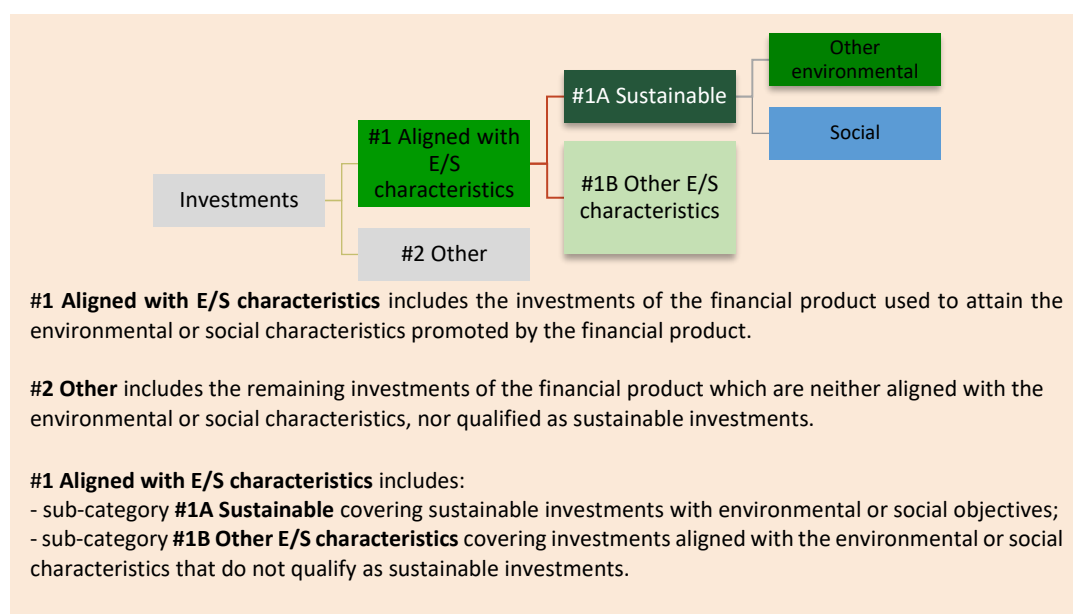 Other
environmental
#1A Sustainable
Social
#1 Aligned with
E/S
characteristics
#1B Other E/S
characteristics
Investments
#2 Other
#1 Aligned with E/S characteristics includes the investments of the financial product used to attain the
environmental or social characteristics promoted by the financial product.
#2 Other includes the remaining investments of the financial product which are neither aligned with the
environmental or social characteristics, nor qualified as sustainable investments.
#1 Aligned with E/S characteristics includes:
- sub-category #1A Sustainable covering sustainable investments with environmental or social objectives;
- sub-category #1B Other E/S characteristics covering investments aligned with the environmental or social
characteristics that do not qualify as sustainable investments.